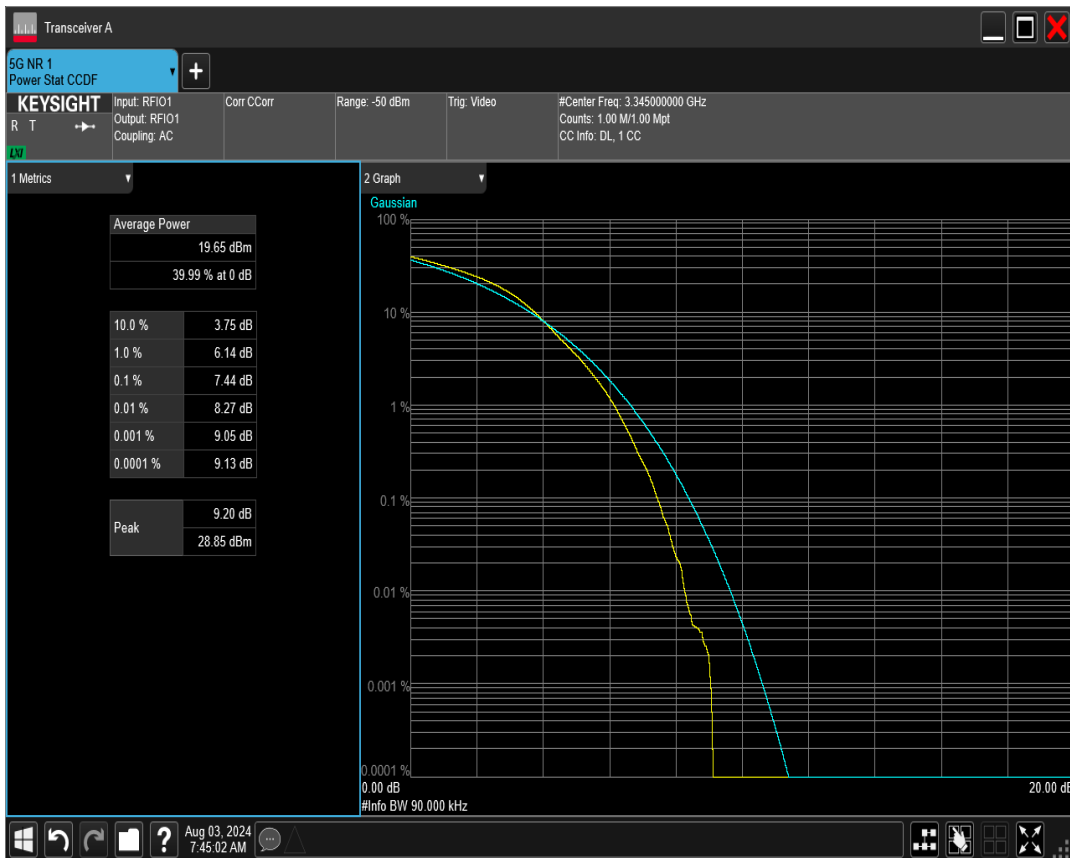 Transceiver A
5G NR 1
Power Stat CCDF
KEYSIGHT
R T
LXI
Input: RFIO1
Output: RFIO1
Coupling: AC
Corr CCorr
Range: -50 dBm
Trig: Video
#Center Freq: 3.345000000 GHz
Counts: 1.00 M/1.00 Mpt
CC Info: DL, 1 CC
1 Metrics
Average Power
19.65 dBm
39.99 % at 0 dB
10.0 % 3.75 dB
1.0 % 6.14 dB
0.1 % 7.44 dB
0.01 % 8.27 dB
0.001 % 9.05 dB
0.0001 % 9.13 dB
Peak 9.20 dB
28.85 dBm
2 Graph
Gaussian
100 %
10 %
1 %
0.1 %
0.01 %
0.001 %
0.0001 %
0.00 dB 20.00 dB
#Info BW 90.000 kHz
Aug 03, 2024
7:45:02 AM